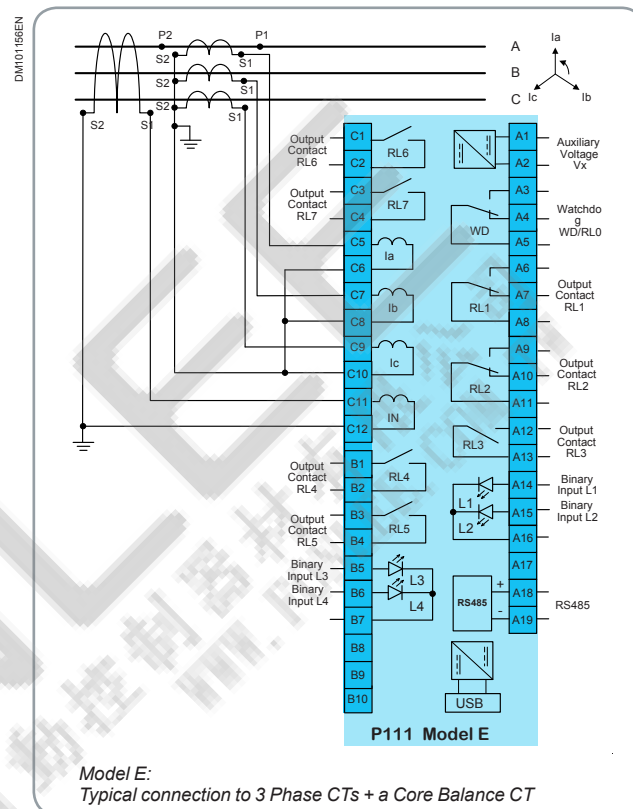 DM101156EN
Ia
P2
P1
A
S2
S1
B
S2
S1
Ic
Ib
C
S2
S1
S2
S1
Output
Contact
RL6
C1
C2
RL6
A1
A2
Auxiliary
Voltage
Vx
Output
Contact
RL7
C3
C4
RL7
A3
A4
A5
WD
Watchdo
g
WD/RL0
C5
C6
Ia
A6
A7
A8
RL1
Output
Contact
RL1
C7
C8
Ib
C9
C10
Ic
A9
A10
A11
RL2
Output
Contact
RL2
C11
C12
IN
A12
A13
RL3
Output
Contact
RL3
Output
Contact
RL4
B1
B2
RL4
A14
A15
A16
L1
L2
Binary
Input L1
Binary
Input L2
Output
Contact
RL5
B3
B4
RL5
Binary
Input L3
Binary
Input L4
B5
B6
B7
L3
L4
A17
A18
A19
RS485
+
-
RS485
B8
B9
B10
USB
P111 Model E
Model E:
Typical connection to 3 Phase CTs + a Core Balance CT